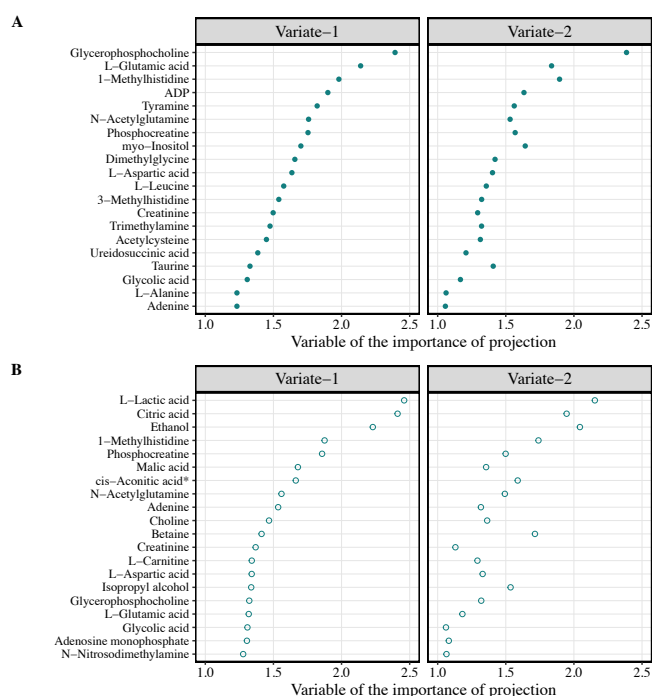 A
Variate−1 Variate−2
Glycerophosphocholine
L−Glutamic acid
1−Methylhistidine
ADP
Tyramine
N−Acetylglutamine
Phosphocreatine
myo−Inositol
Dimethylglycine
L−Aspartic acid
L−Leucine
3−Methylhistidine
Creatinine
Trimethylamine
Acetylcysteine
Ureidosuccinic acid
Taurine
Glycolic acid
L−Alanine
Adenine
1.0 1.5 2.0 2.5 1.0 1.5 2.0 2.5
Variable of the importance of projection
B
Variate−1 Variate−2
L−Lactic acid
Citric acid
Ethanol
1−Methylhistidine
Phosphocreatine
Malic acid
cis−Aconitic acid*
N−Acetylglutamine
Adenine
Choline
Betaine
Creatinine
L−Carnitine
L−Aspartic acid
Isopropyl alcohol
Glycerophosphocholine
L−Glutamic acid
Glycolic acid
Adenosine monophosphate
N−Nitrosodimethylamine
1.0 1.5 2.0 2.5 1.0 1.5 2.0 2.5
Variable of the importance of projection